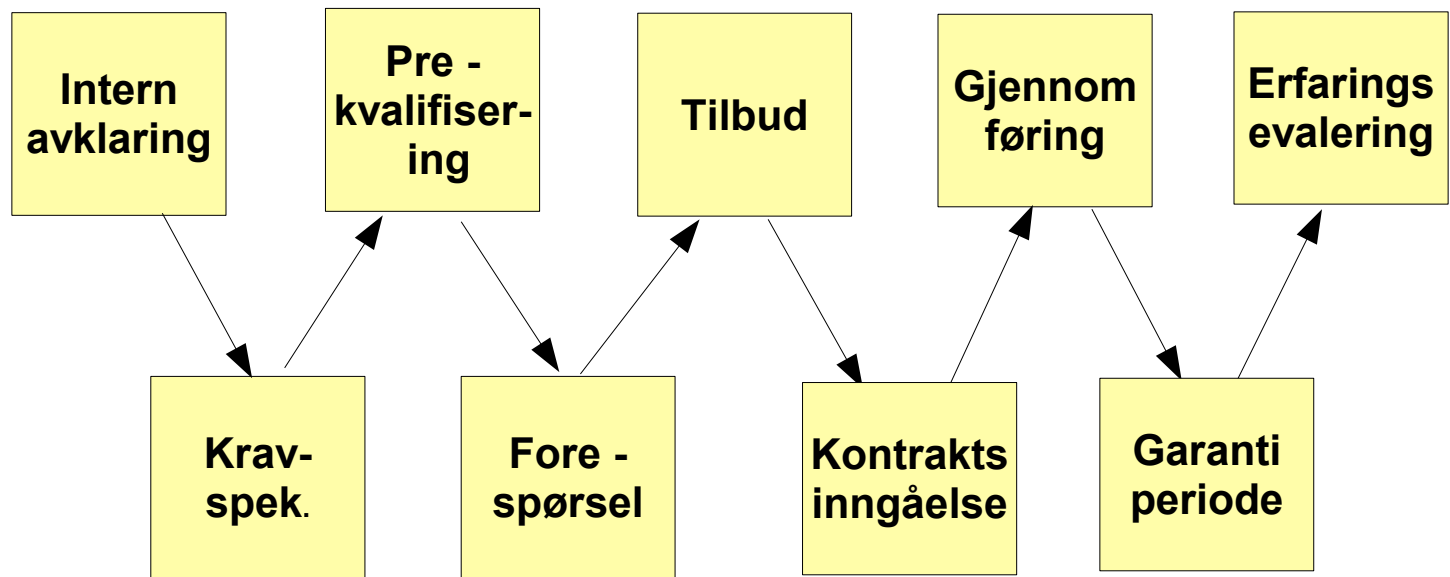 Intern
avklaring
Krav-
spek.
Pre -
kvalifiser-
ing
Fore -
spørsel
Tilbud
Kontrakts
inngåelse
Gjennom
føring
Garanti
periode
Erfarings
evalering